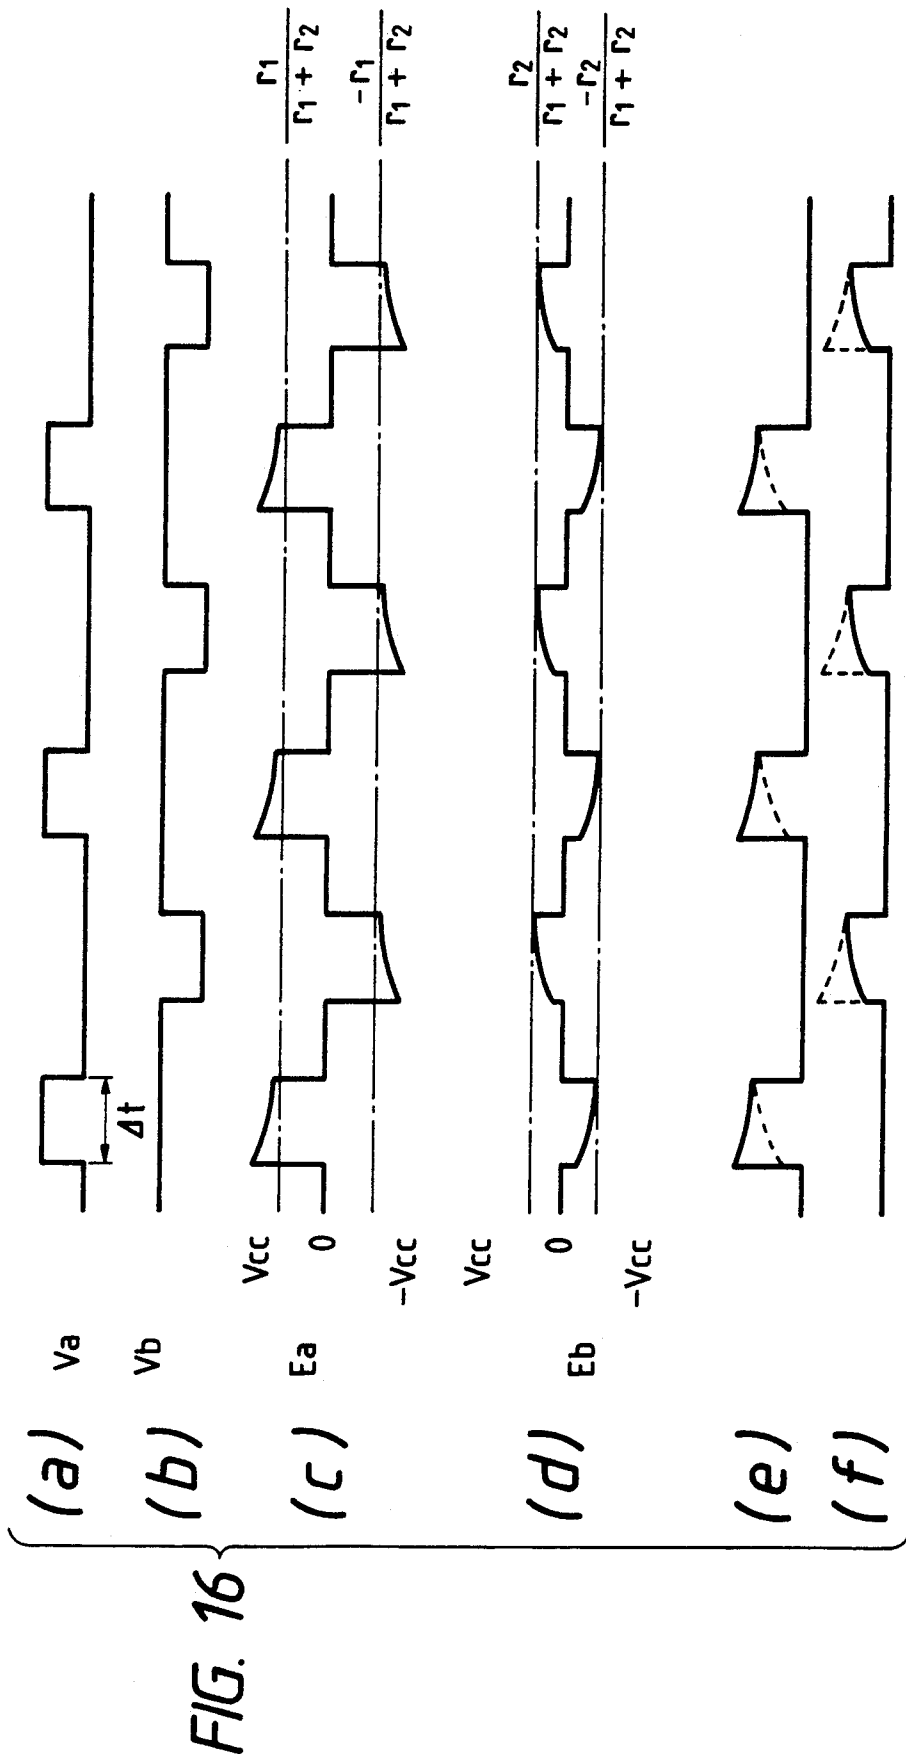 FIG. 16
(a) Va
Δt
(b) Vb
(c) Ea
Vcc
0
-Vcc
r1
r1 + r2
-r1
r1 + r2
(d) Eb
Vcc
0
-Vcc
r2
r1 + r2
-r2
r1 + r2
(e)
(f)